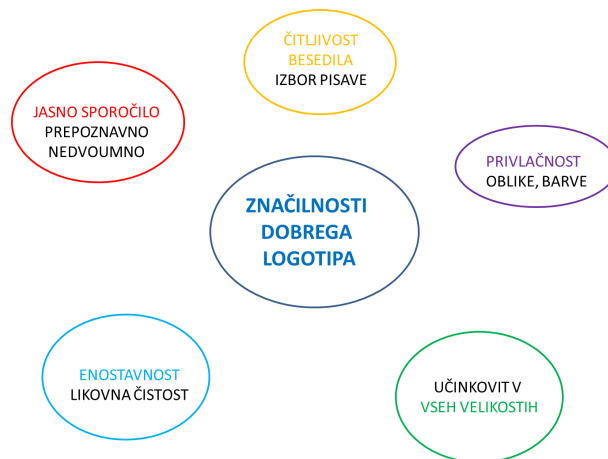 ČITLJIVOST
BESEDILA
IZBOR PISAVE
JASNO SPOROČILO
PREPOZNAVNO
NEDVOUMNO
PRIVLAČNOST
OBLIKE, BARVE
ZNAČILNOSTI
DOBREGA
LOGOTIPA
ENOSTAVNOST
LIKOVNA ČISTOST
UČINKOVIT V
VSEH VELIKOSTIH